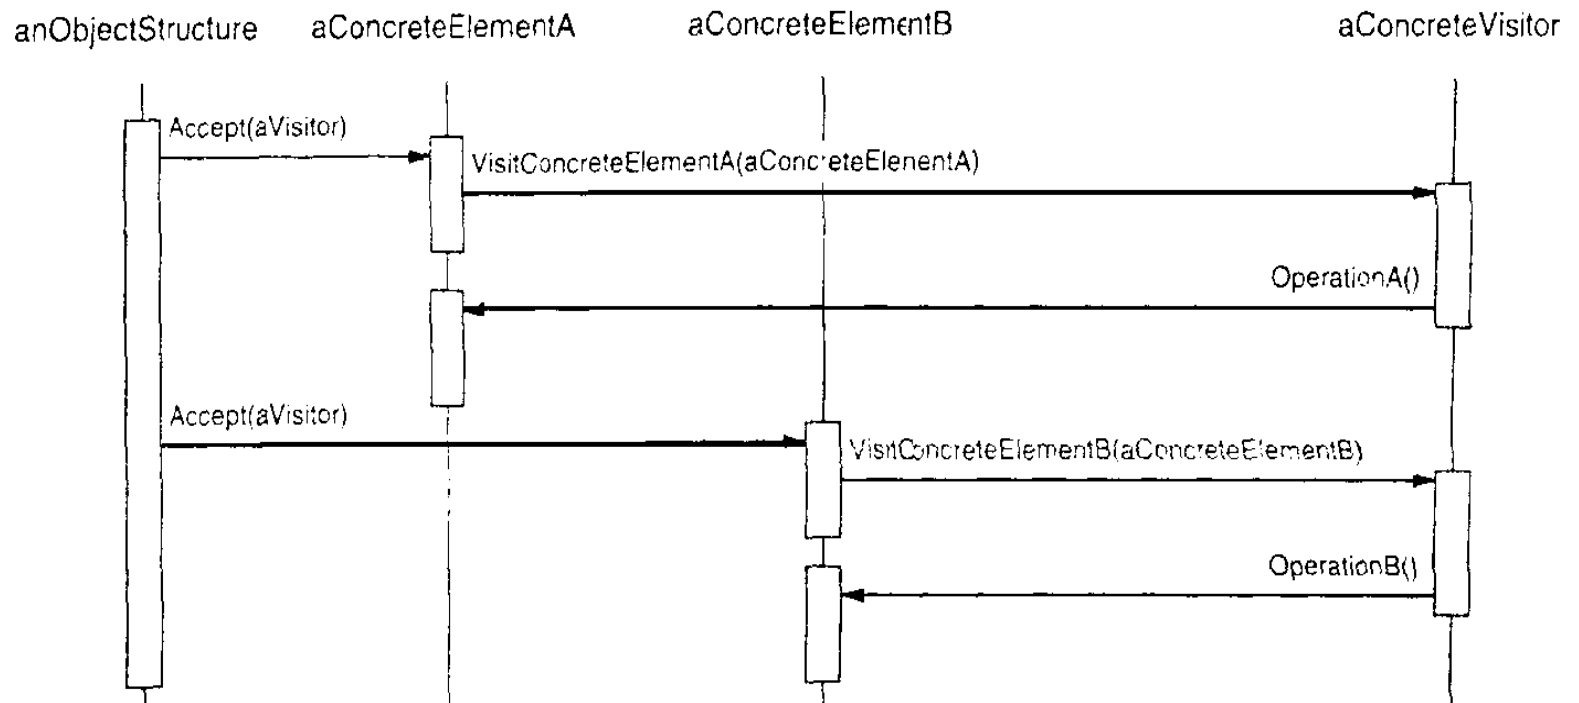 anObjectStructure
aConcreteElementA
aConcreteElementB
aConcreteVisitor
Accept(aVisitor)
VisitConcreteElementA(aConcreteElenentA)
OperationA()
Accept(aVisitor)
VisitConcreteElementB(aConcreteElementB)
OperationB()